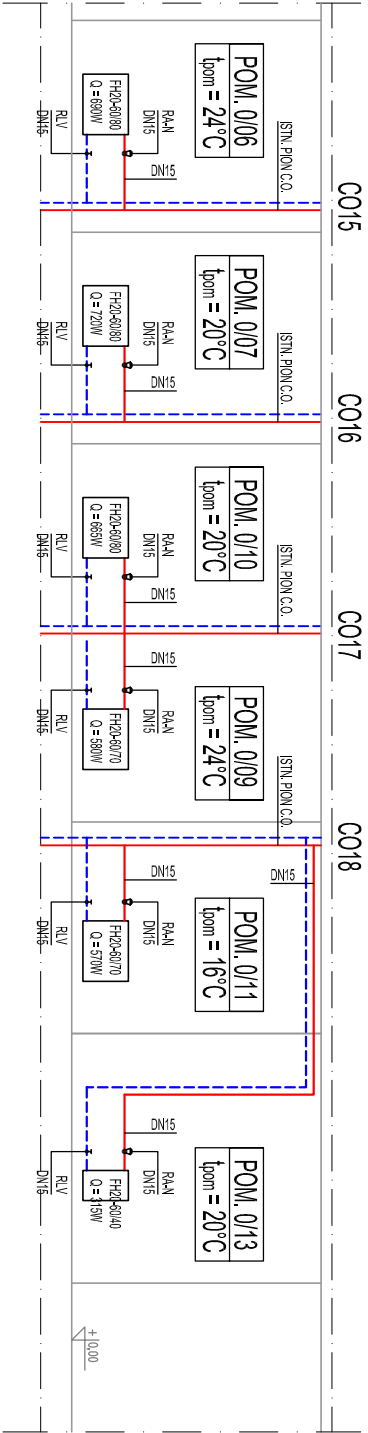 CO15
CO16
CO17
CO18
ISTN. PION C.O.
ISTN. PION C.O.
ISTN. PION C.O.
ISTN. PION C.O.
POM. 0/06
tpom = 24°C
POM. 0/07
tpom = 20°C
POM. 0/10
tpom = 20°C
POM. 0/09
tpom = 24°C
POM. 0/11
tpom = 16°C
POM. 0/13
tpom = 20°C
DN15
RA-N
DN15
DN15
FH20-60/80
Q = 690W
RLV
DN15
RA-N
DN15
DN15
FH20-60/80
Q = 720W
RLV
DN15
RA-N
DN15
DN15
FH20-60/80
Q = 665W
RLV
DN15
DN15
RA-N
DN15
FH20-60/70
Q = 580W
RLV
DN15
DN15
RA-N
DN15
FH20-60/70
Q = 570W
RLV
DN15
DN15
RA-N
DN15
FH20-60/40
Q = 315W
RLV
DN15
+ 0,00